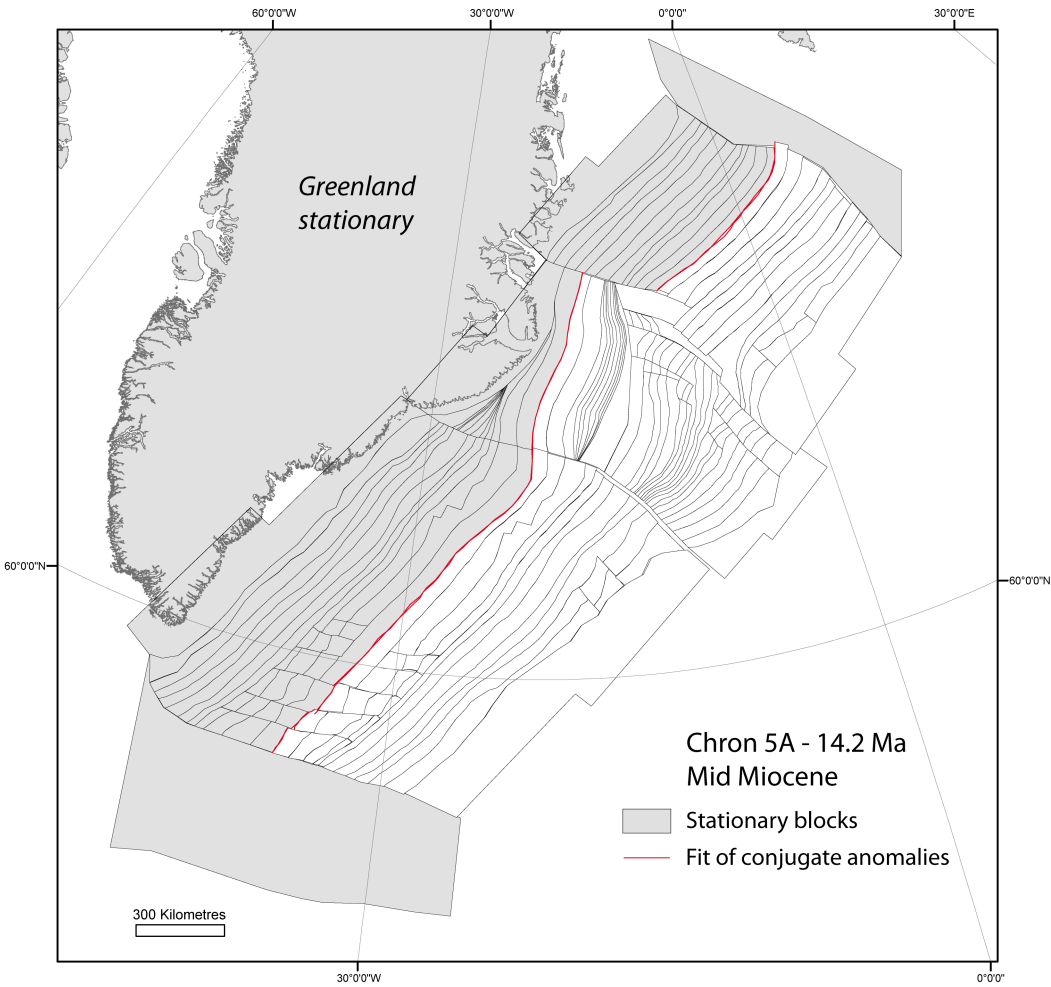 60°0'0"W
30°0'0"W
0°0'0"
30°0'0"E
Greenland
stationary
60°0'0"N
60°0'0"N
Chron 5A - 14.2 Ma
Mid Miocene
Stationary blocks
Fit of conjugate anomalies
300 Kilometres
30°0'0"W
0°0'0"